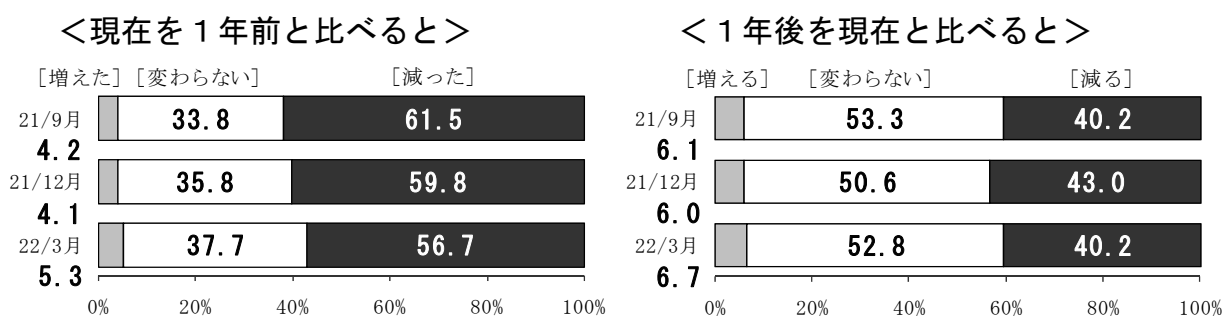 ＜現在を１年前と比べると＞
［増えた］［変わらない］ ［減った］
21/9月 33.8 61.5
4.2
21/12月 35.8 59.8
4.1
22/3月 37.7 56.7
5.3
0% 20% 40% 60% 80% 100%
＜１年後を現在と比べると＞
［増える］ ［変わらない］ ［減る］
21/9月 53.3 40.2
6.1
21/12月 50.6 43.0
6.0
22/3月 52.8 40.2
6.7
0% 20% 40% 60% 80% 100%